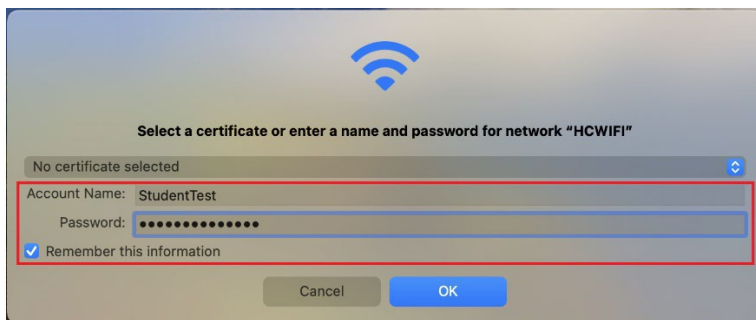 Select a certificate or enter a name and password for network “HCWIFI”
No certificate selected
Account Name: StudentTest
Password: ••••••••••••••
Remember this information
Cancel OK